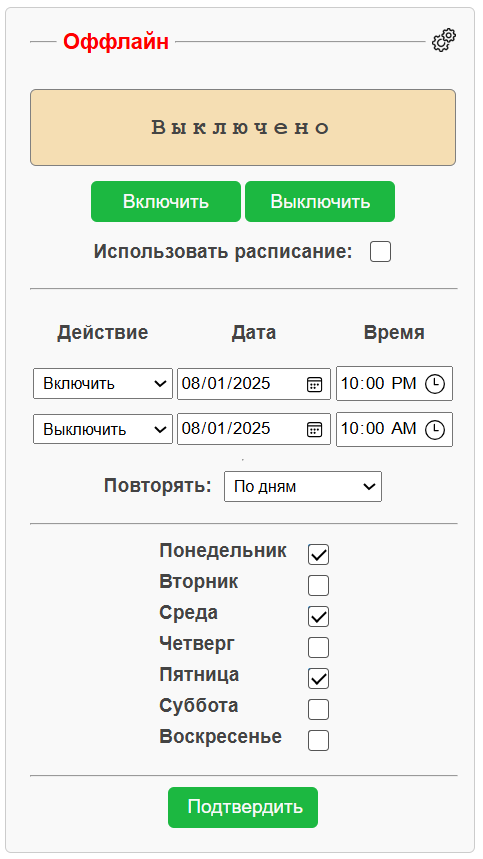 Оффлайн
Выключено
Включить Выключить
Использовать расписание:
Действие Дата Время
Включить 08/01/2025 10:00 PM
Выключить 08/01/2025 10:00 AM
Повторять: По дням
Понедельник
Вторник
Среда
Четверг
Пятница
Суббота
Воскресенье
Подтвердить